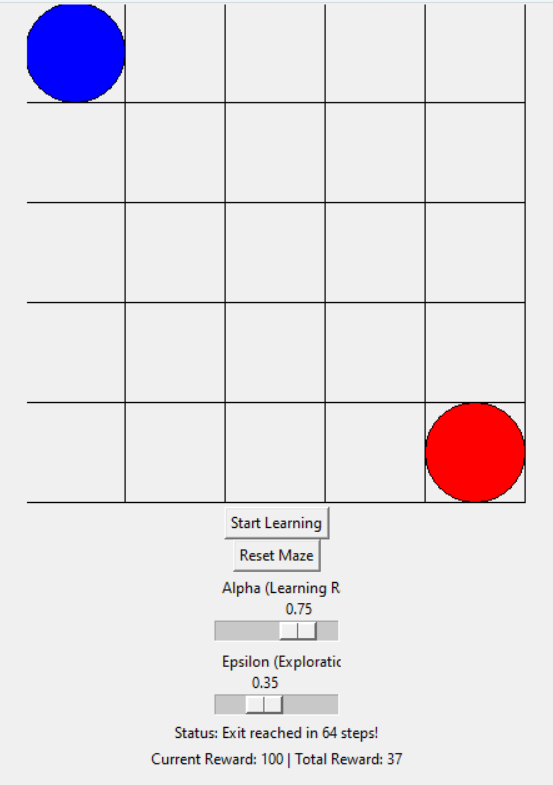 Start Learning
Reset Maze
Alpha (Learning R
0.75
Epsilon (Exploratic
0.35
Status: Exit reached in 64 steps!
Current Reward: 100 | Total Reward: 37